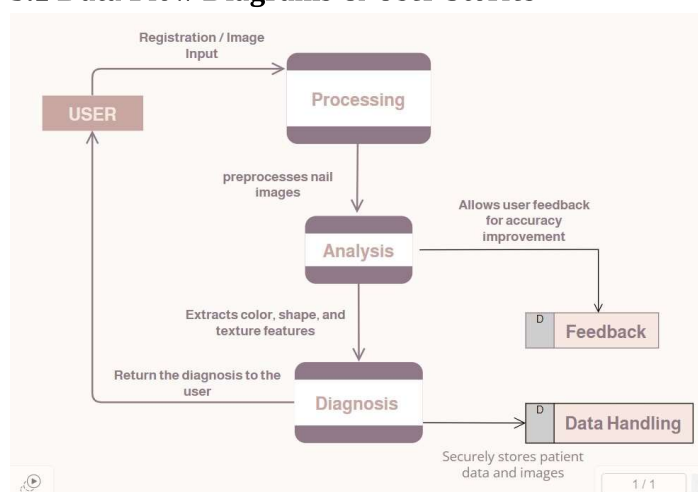 Registration / Image
Input
USER
Processing
preprocesses nail
images
Allows user feedback
for accuracy
improvement
Analysis
Extracts color, shape, and
texture features
D
Feedback
Return the diagnosis to the
user
Diagnosis
D
Data Handling
Securely stores patient
data and images
1 / 1